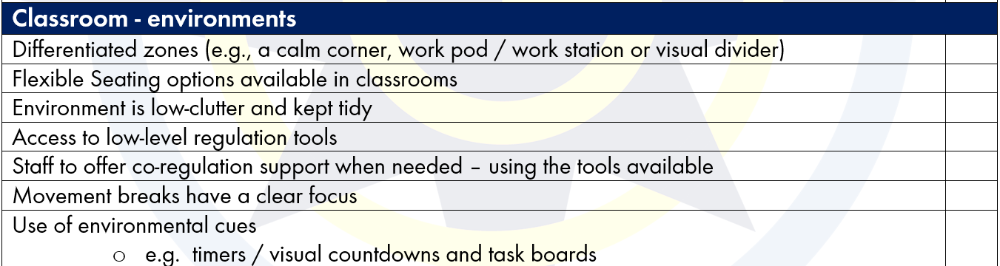 Classroom - environments
Differentiated zones (e.g., a calm corner, work pod / work station or visual divider)
Flexible Seating options available in classrooms
Environment is low-clutter and kept tidy
Access to low-level regulation tools
Staff to offer co-regulation support when needed – using the tools available
Movement breaks have a clear focus
Use of environmental cues
o e.g. timers / visual countdowns and task boards